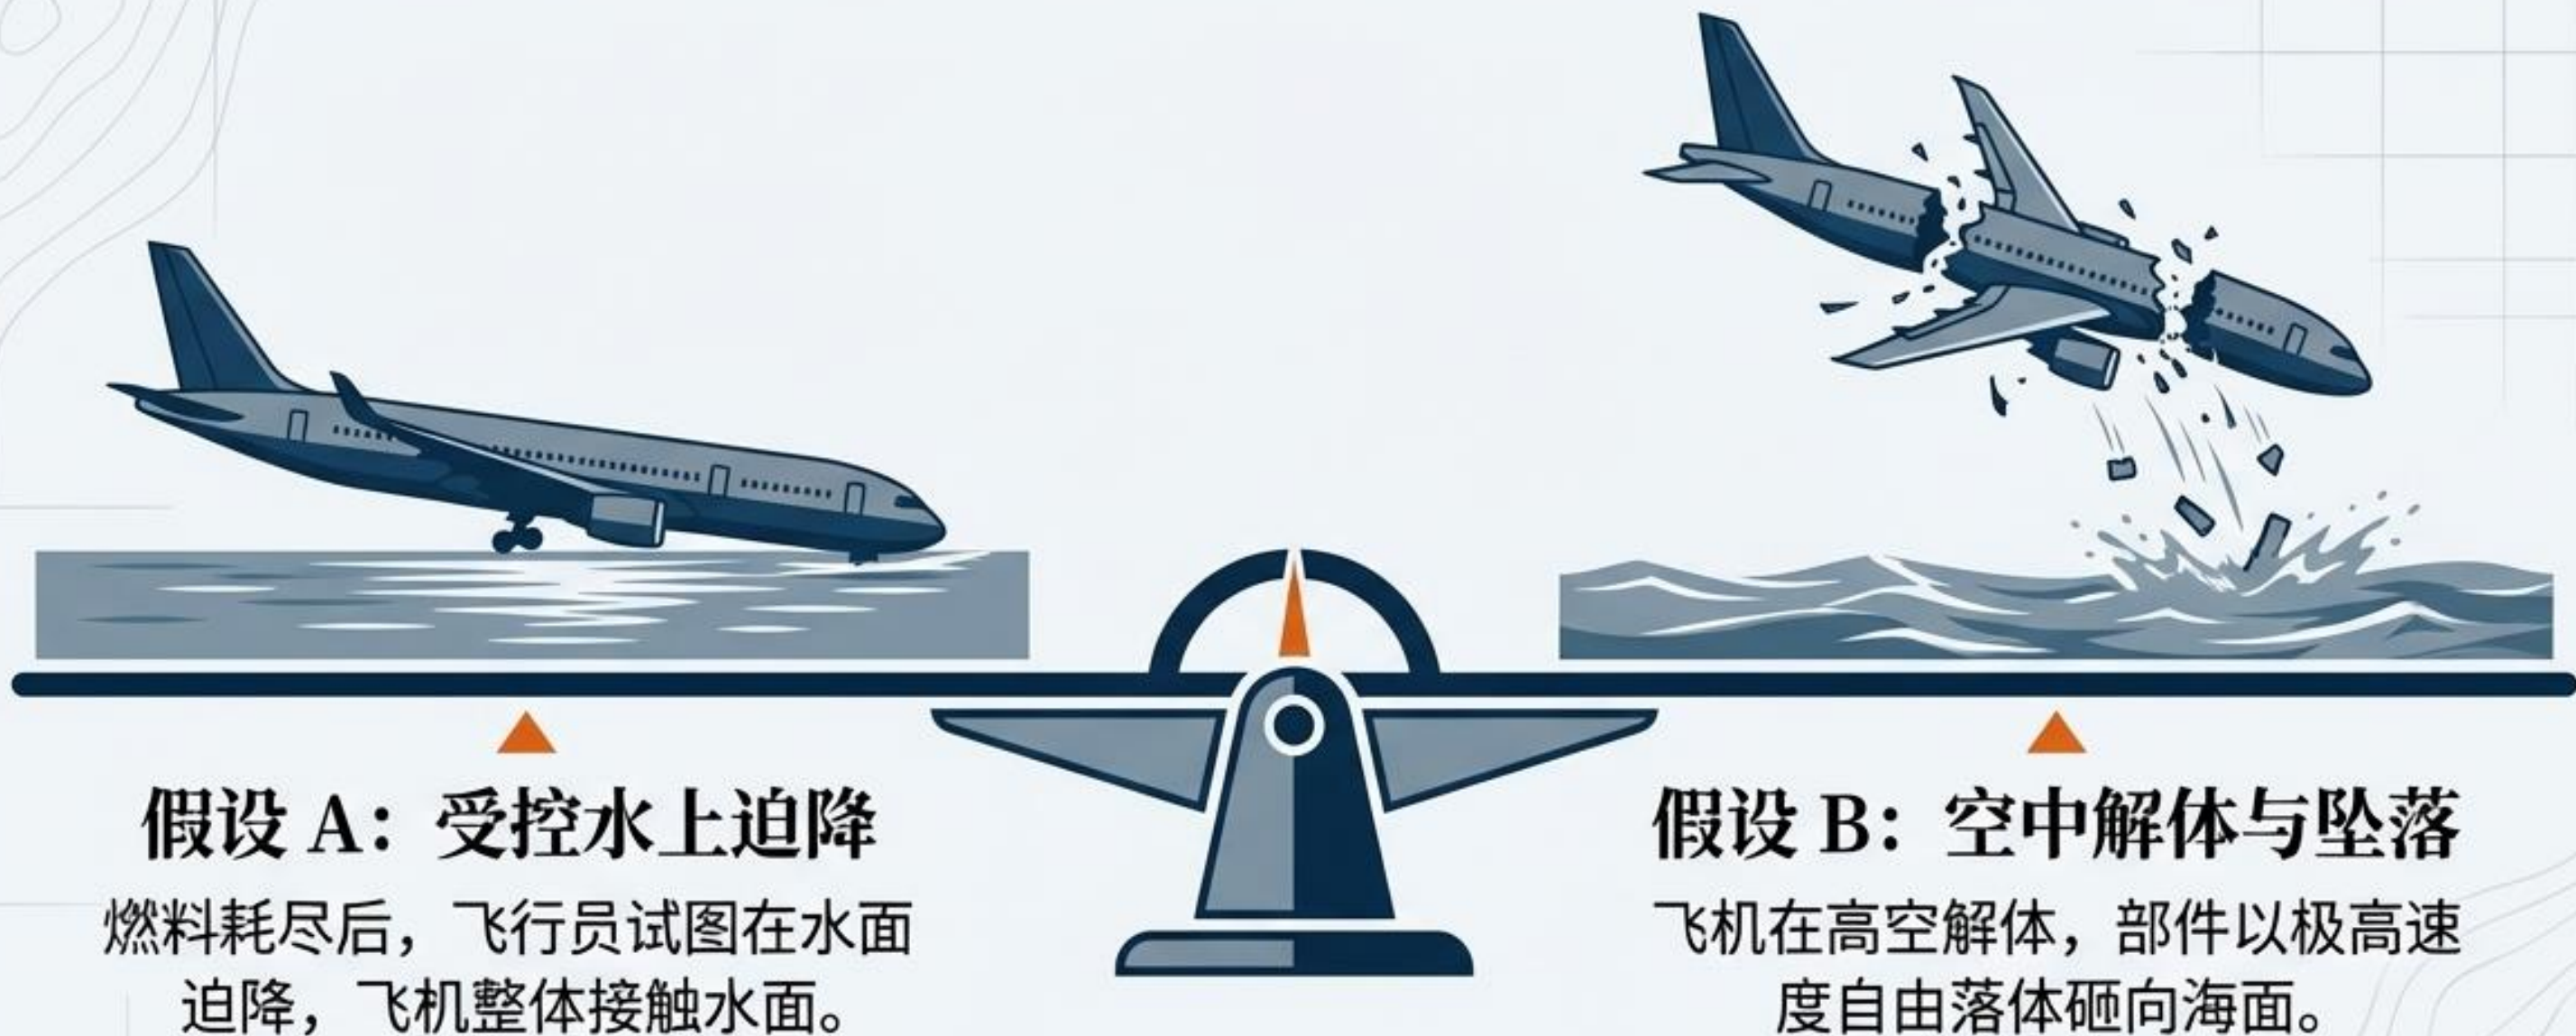 假设 A：受控水上迫降
燃料耗尽后，飞行员试图在水面
迫降，飞机整体接触水面。
假设 B：空中解体与坠落
飞机在高空解体，部件以极高速
度自由落体砸向海面。